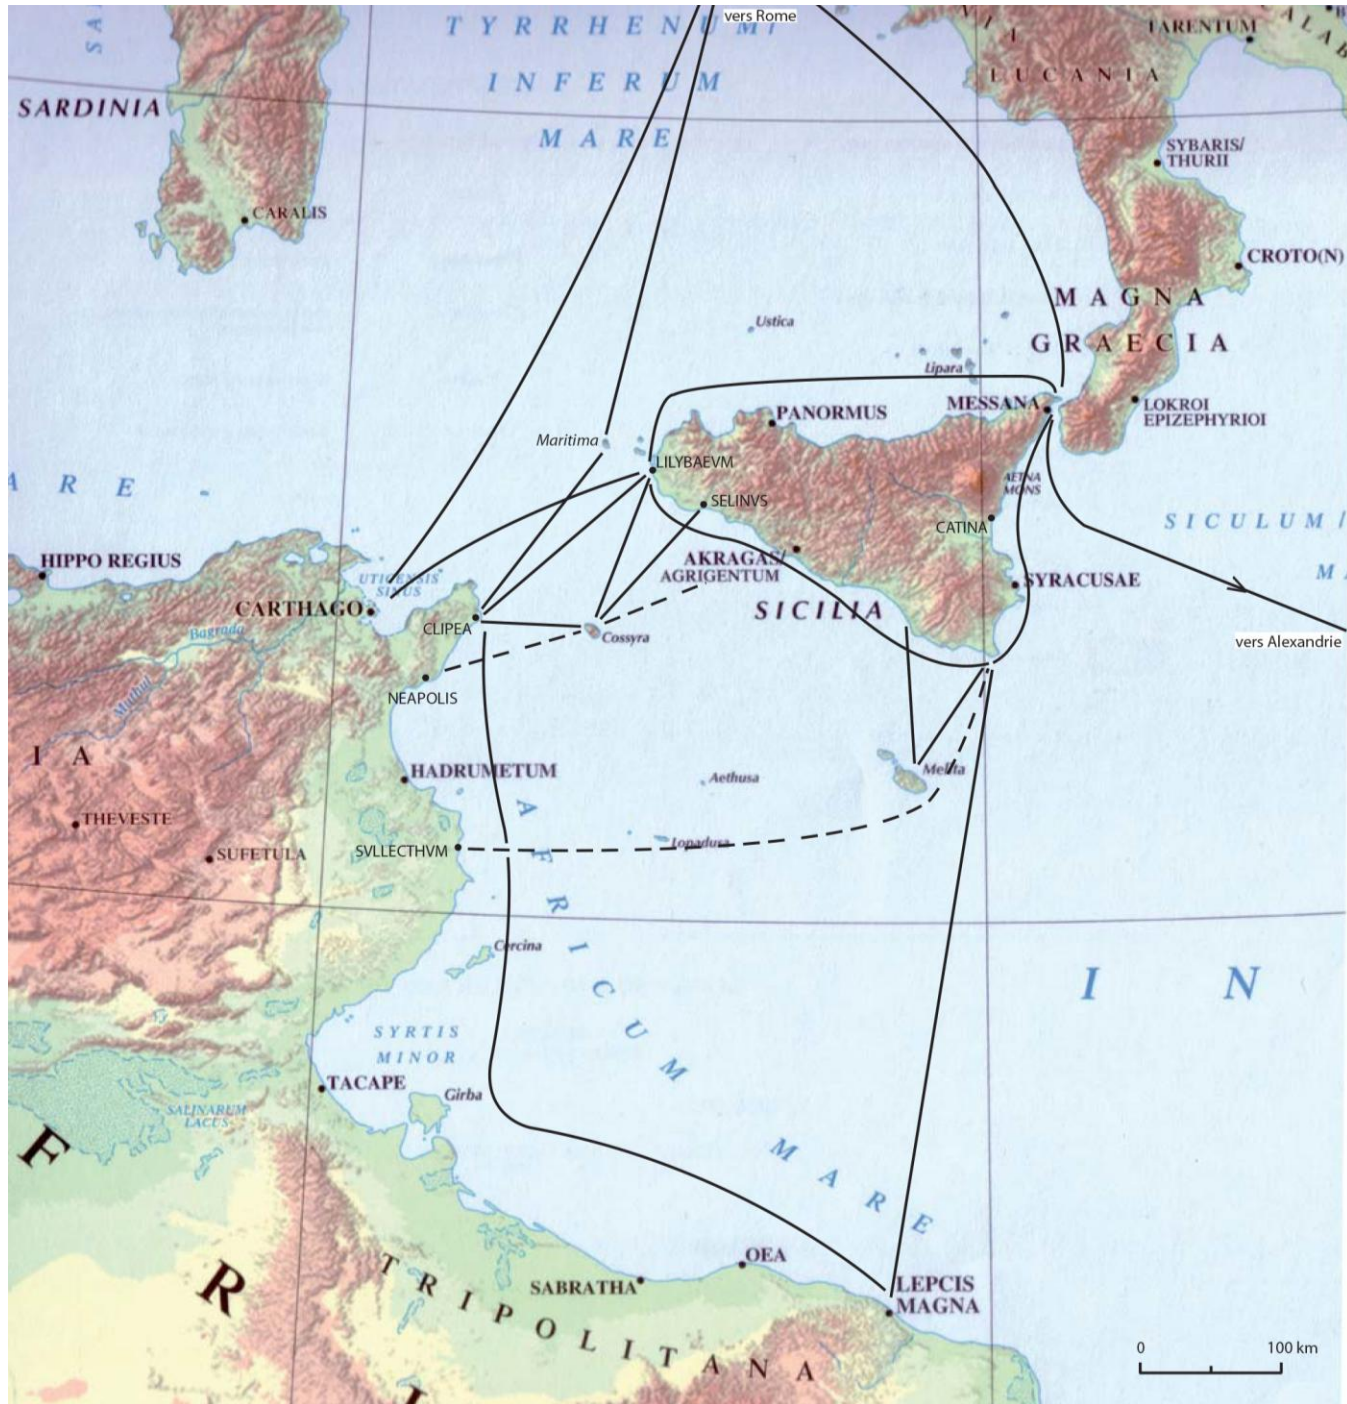 vers Rome
TYRRHENUM/
INFERUM
MARE
SARDINIA
CARALIS
LUCANIA
TARENTUM
CALAB
SYBARIS/
THURII
CROTO(N)
MAGNA
GRAECIA
LOKROI
EPIZEPHYRIOI
Ustica
Lipara
MESSANA
PANORMUS
Maritima
LILYBAEVM
SELINVS
AETNA
MONS
CATINA
AKRAGAS/
AGRIGENTUM
SICILIA
SYRACUSAE
SICULUM/
M
vers Alexandrie
ARE
HIPPO REGIUS
UTICENSIS
SINUS
CARTHAGO
Bagrada
Muthul
CLIPEA
Cossyra
NEAPOLIS
IA
HADRUMETUM
THEVESTE
SUFETULA
SVLLECTHVM
Aethusa
Melita
Lopadusa
AFRICUM MARE
Cercina
I N
SYRTIS
MINOR
TACAPE
Girba
SALINARUM
LACUS
F
R
TRIPOLITANA
SABRATHA
OEA
LEPCIS
MAGNA
0 100 km